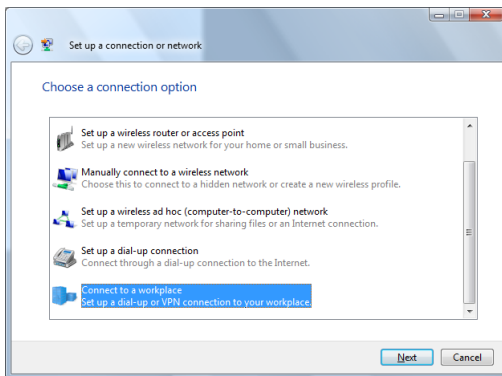 Set up a connection or network
Choose a connection option
Set up a wireless router or access point
Set up a new wireless network for your home or small business.
Manually connect to a wireless network
Choose this to connect to a hidden network or create a new wireless profile.
Set up a wireless ad hoc (computer-to-computer) network
Set up a temporary network for sharing files or an Internet connection.
Set up a dial-up connection
Connect through a dial-up connection to the Internet.
Connect to a workplace
Set up a dial-up or VPN connection to your workplace.
Next
Cancel